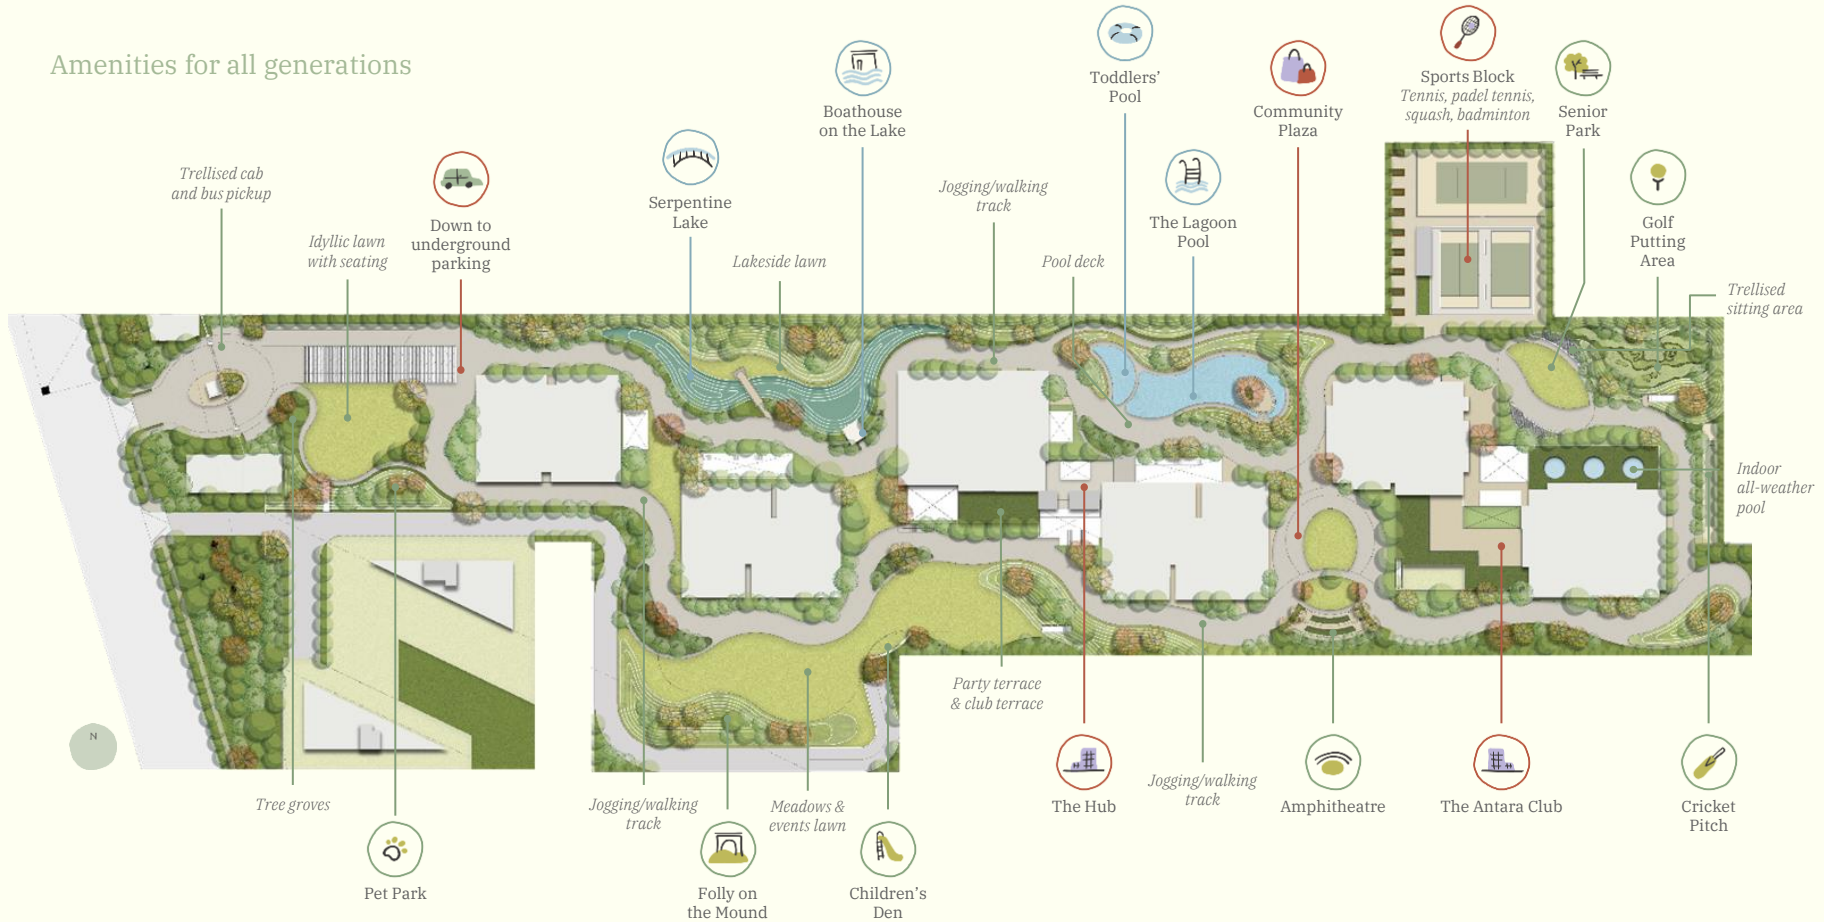 Amenities for all generations
Trellised cab
and bus pickup
Idyllic lawn
with seating
Down to
underground
parking
Serpentine
Lake
Lakeside lawn
Boathouse
on the Lake
Jogging/walking
track
Pool deck
Toddlers’
Pool
The Lagoon
Pool
Community
Plaza
Sports Block
Tennis, padel tennis,
squash, badminton
Senior
Park
Golf
Putting
Area
Trellised
sitting area
Indoor
all-weather
pool
N
Tree groves
Pet Park
Jogging/walking
track
Folly on
the Mound
Meadows &
events lawn
Children’s
Den
Party terrace
& club terrace
The Hub
Jogging/walking
track
Amphitheatre
The Antara Club
Cricket
Pitch